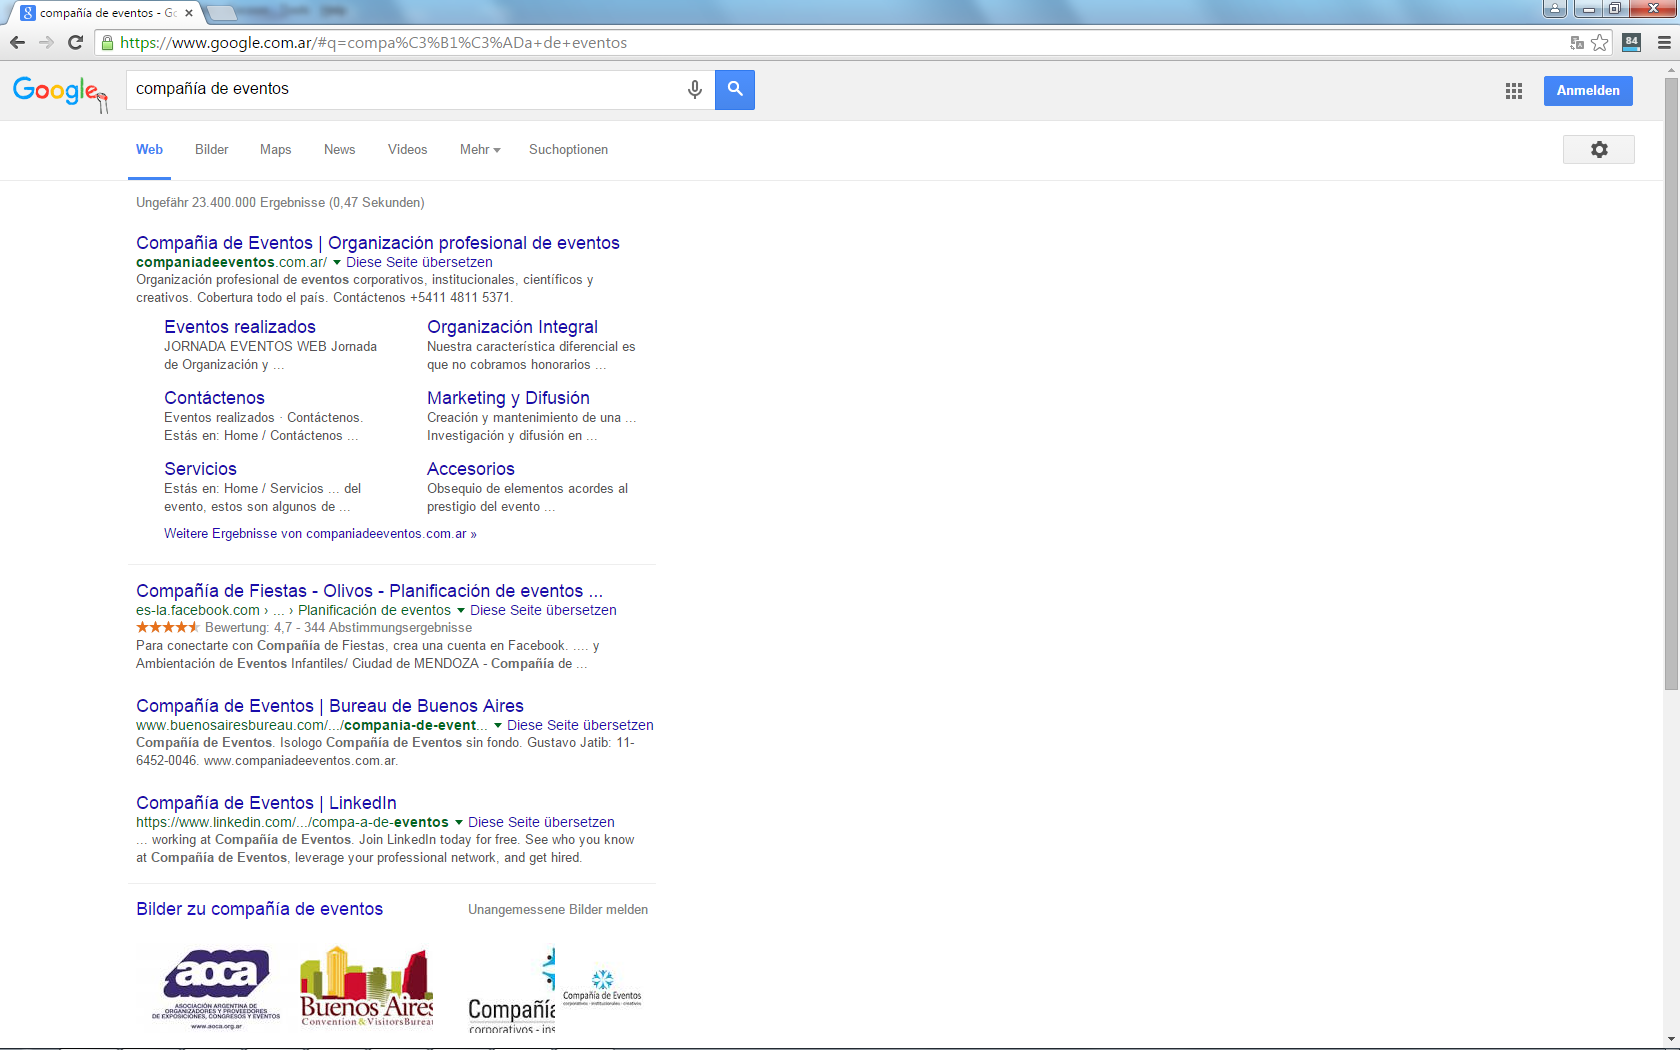 compañía de eventos - Go
https://www.google.com.ar/#q=compa%C3%B1%C3%ADa+de+eventos
84
Google
compañía de eventos
Anmelden
Web Bilder Maps News Videos Mehr Suchoptionen
Ungefähr 23.400.000 Ergebnisse (0,47 Sekunden)
Compañia de Eventos | Organización profesional de eventos
companiadeeventos.com.ar/ Diese Seite übersetzen
Organización profesional de eventos corporativos, institucionales, científicos y
creativos. Cobertura todo el país. Contáctenos +5411 4811 5371.
Eventos realizados
JORNADA EVENTOS WEB Jornada
de Organización y ...
Organización Integral
Nuestra característica diferencial es
que no cobramos honorarios ...
Contáctenos
Eventos realizados · Contáctenos.
Estás en: Home / Contáctenos ...
Marketing y Difusión
Creación y mantenimiento de una ...
Investigación y difusión en ...
Servicios
Estás en: Home / Servicios ... del
evento, estos son algunos de ...
Accesorios
Obsequio de elementos acordes al
prestigio del evento ...
Weitere Ergebnisse von companiadeeventos.com.ar »
Compañía de Fiestas - Olivos - Planificación de eventos ...
es-la.facebook.com › ... › Planificación de eventos Diese Seite übersetzen
Bewertung: 4,7 - 344 Abstimmungsergebnisse
Para conectarte con Compañía de Fiestas, crea una cuenta en Facebook. .... y
Ambientación de Eventos Infantiles/ Ciudad de MENDOZA - Compañía de ...
Compañía de Eventos | Bureau de Buenos Aires
www.buenosairesbureau.com/.../compania-de-event... Diese Seite übersetzen
Compañía de Eventos. Isologo Compañía de Eventos sin fondo. Gustavo Jatib: 11-
6452-0046. www.companiadeeventos.com.ar.
Compañía de Eventos | LinkedIn
https://www.linkedin.com/.../compa-a-de-eventos Diese Seite übersetzen
... working at Compañía de Eventos. Join LinkedIn today for free. See who you know
at Compañía de Eventos, leverage your professional network, and get hired.
Bilder zu compañía de eventos Unangemessene Bilder melden
aoca
ASOCIACIÓN ARGENTINA DE
ORGANIZADORES Y PROVEEDORES
DE EXPOSICIONES, CONGRESOS Y EVENTOS
www.aoca.org.ar
Buenos Aires
Convention & Visitors Bureau
Compañía
corporativos - ins
Compañía de Eventos
corporativos - institucionales - creativos